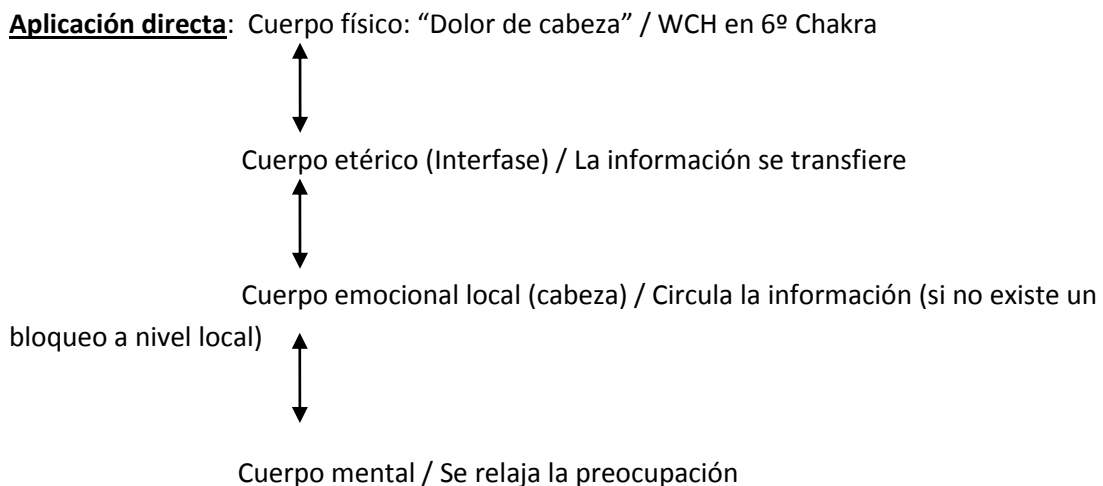 Aplicación directa: Cuerpo físico: “Dolor de cabeza” / WCH en 6º Chakra
Cuerpo etérico (Interfase) / La información se transfiere
Cuerpo emocional local (cabeza) / Circula la información (si no existe un
bloqueo a nivel local)
Cuerpo mental / Se relaja la preocupación